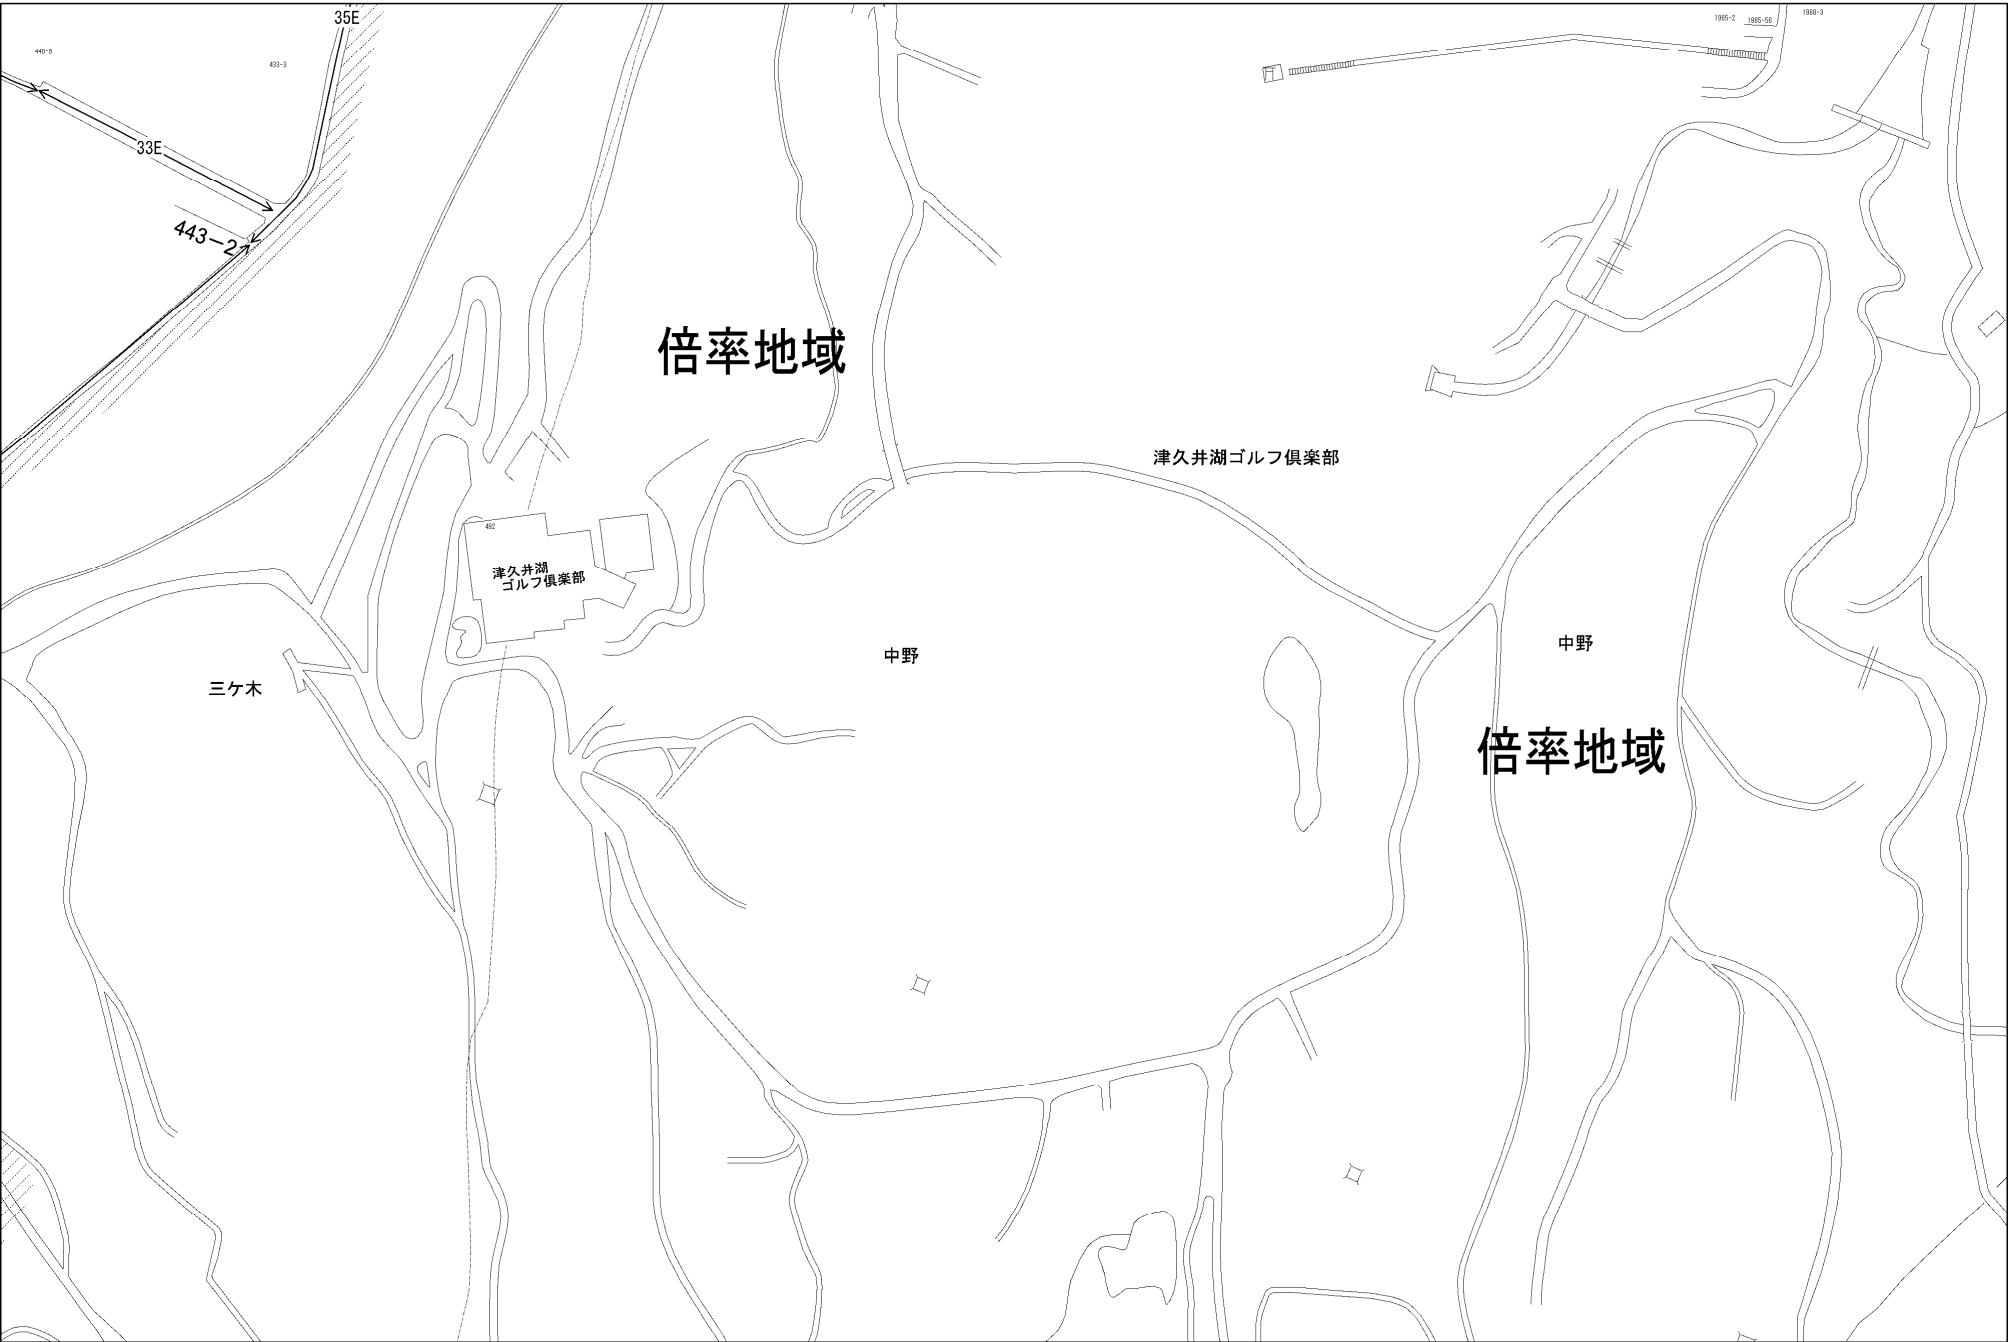 35E
1965-2
1965-56
1968-3
440-9
433-3
33E
443-2
倍率地域
津久井湖ゴルフ倶楽部
492
津久井湖
ゴルフ倶楽部
中野
中野
三ケ木
倍率地域